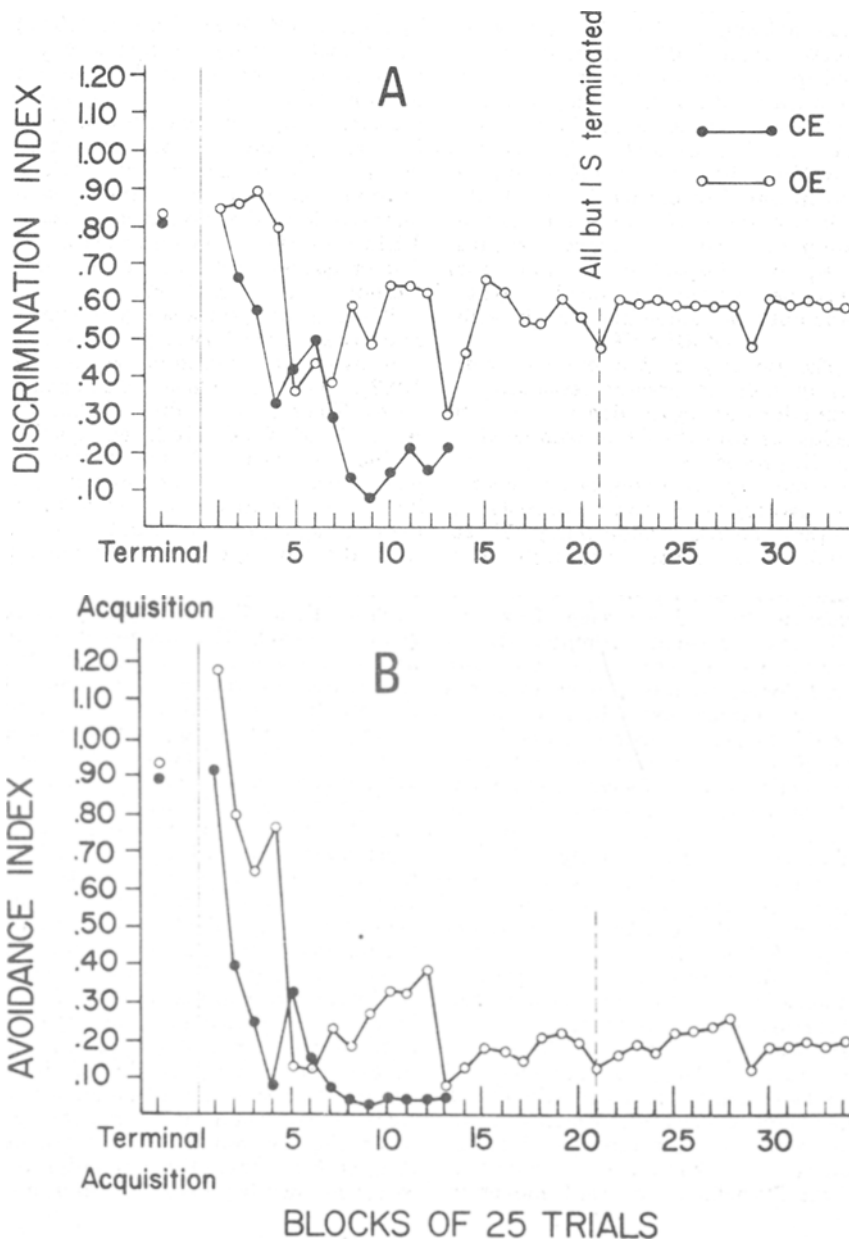 A
DISCRIMINATION INDEX
1.20
1.10
1.00
.90
.80
.70
.60
.50
.40
.30
.20
.10
All but 1 S terminated
CE
OE
Terminal 5 10 15 20 25 30
Acquisition
B
AVOIDANCE INDEX
1.20
1.10
1.00
.90
.80
.70
.60
.50
.40
.30
.20
.10
Terminal 5 10 15 20 25 30
Acquisition
BLOCKS OF 25 TRIALS